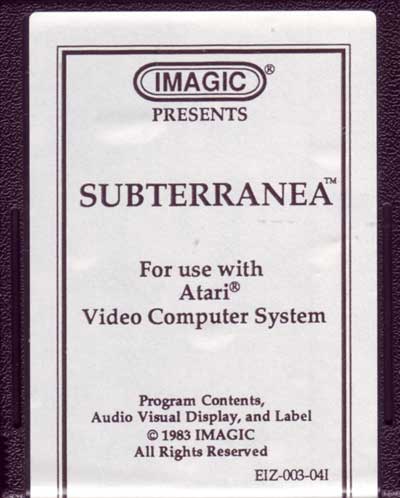 IMAGIC®
PRESENTS
SUBTERRANEA™
For use with
Atari®
Video Computer System
Program Contents,
Audio Visual Display, and Label
© 1983 IMAGIC
All Rights Reserved
EIZ-003-04I